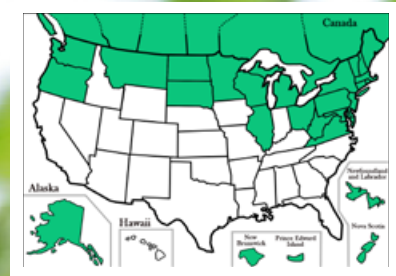 Canada
Alaska
Hawaii
New
Brunswick
Prince Edward
Island
Newfoundland
and Labrador
Nova Scotia